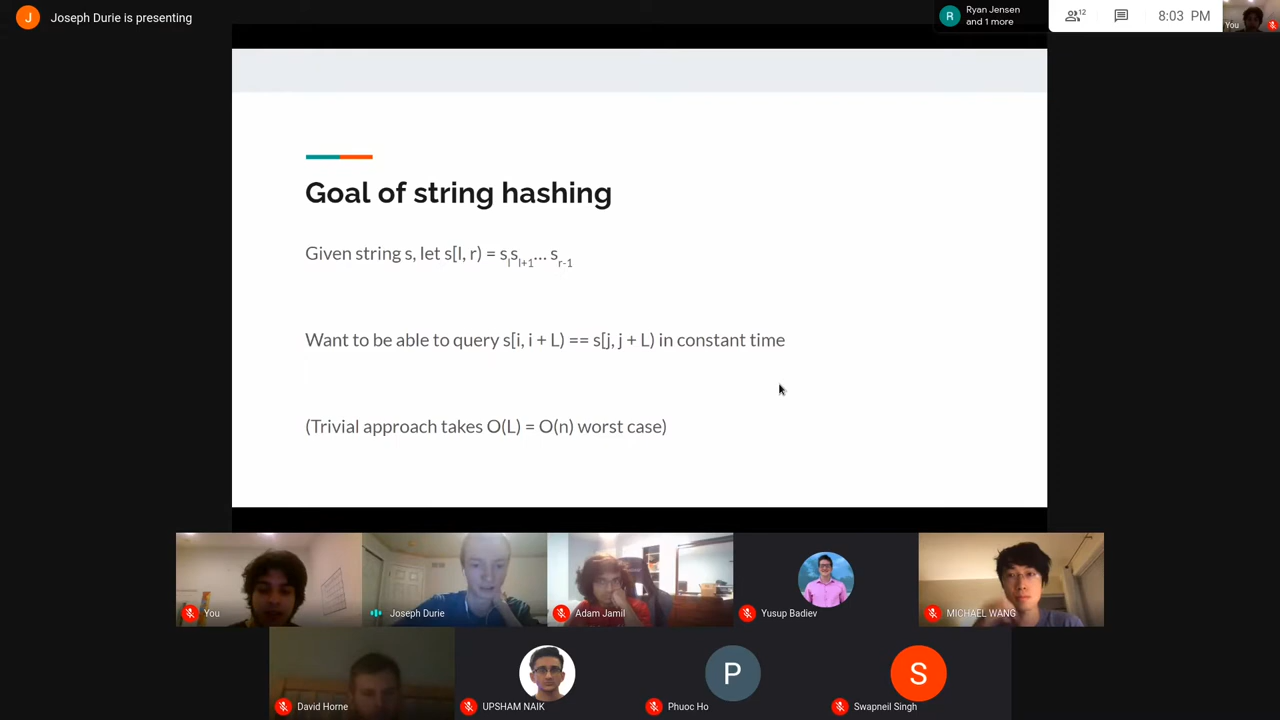 J Joseph Durie is presenting
R Ryan Jensen
and 1 more
12
8:03 PM
You
Goal of string hashing
Given string s, let s[l, r) = sₗsₗ₊₁... sᵣ₋₁
Want to be able to query s[i, i + L) == s[j, j + L) in constant time
(Trivial approach takes O(L) = O(n) worst case)
You
Joseph Durie
Adam Jamil
Yusup Badiev
MICHAEL WANG
P
S
David Horne
UPSHAM NAIK
Phuoc Ho
Swapneil Singh